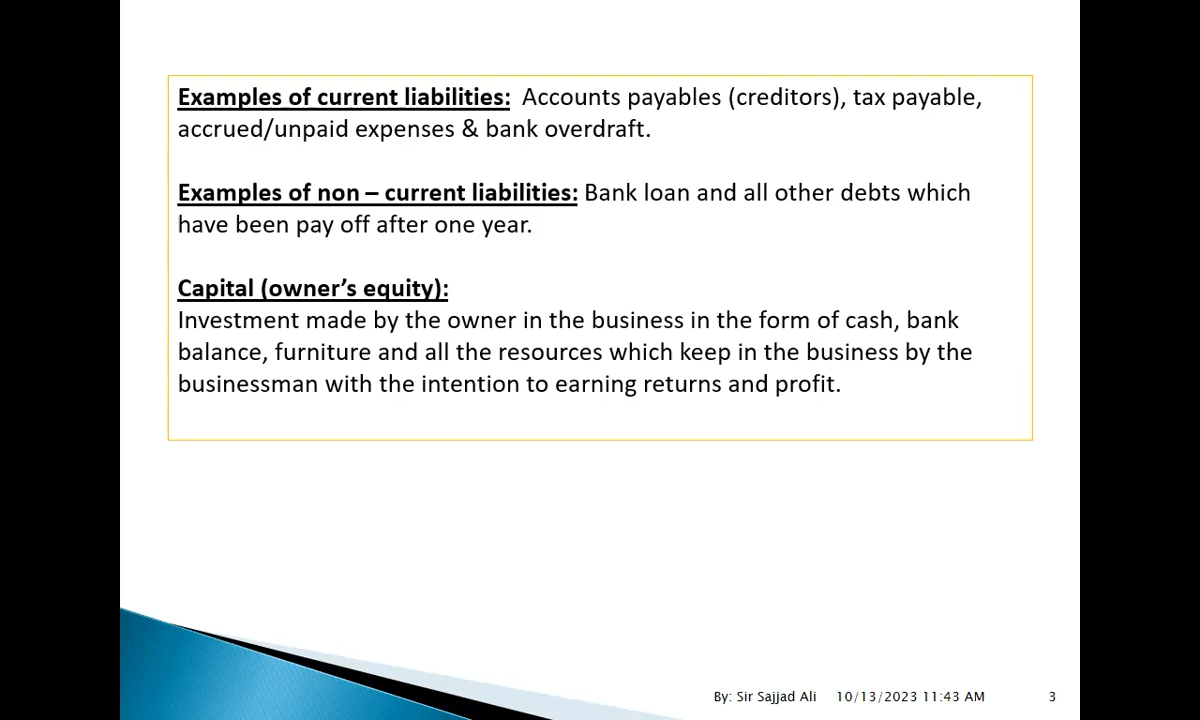 Examples of current liabilities: Accounts payables (creditors), tax payable,
accrued/unpaid expenses & bank overdraft.
Examples of non – current liabilities: Bank loan and all other debts which
have been pay off after one year.
Capital (owner’s equity):
Investment made by the owner in the business in the form of cash, bank
balance, furniture and all the resources which keep in the business by the
businessman with the intention to earning returns and profit.
By: Sir Sajjad Ali 10/13/2023 11:43 AM 3